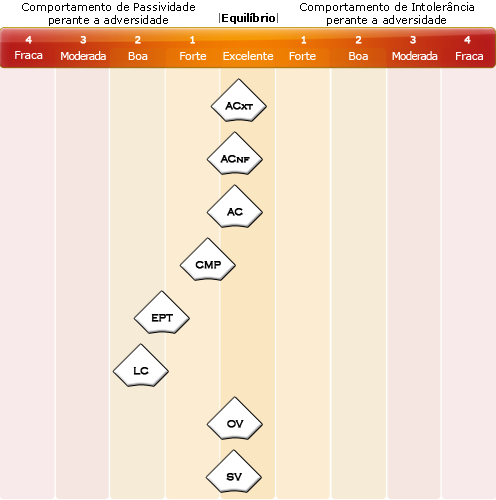 Comportamento de Passividade
perante a adversidade
|Equilíbrio|
Comportamento de Intolerância
perante a adversidade
4 3 2 1 1 2 3 4
Fraca Moderada Boa Forte Excelente Forte Boa Moderada Fraca
ACXT
ACNF
AC
CMP
EPT
LC
OV
SV